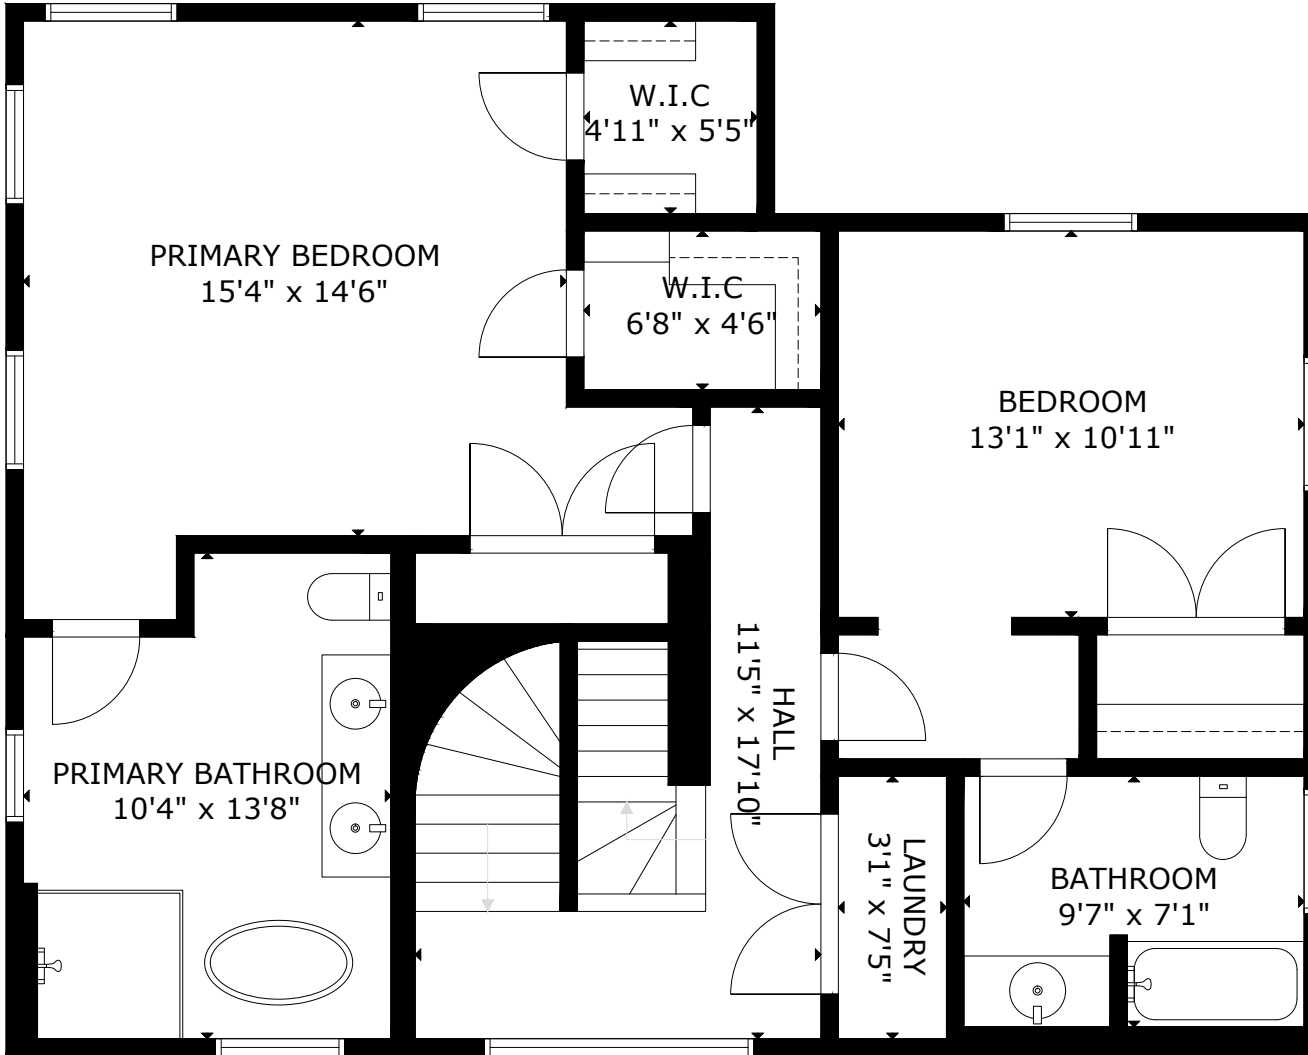 W.I.C
4'11" x 5'5"
PRIMARY BEDROOM
15'4" x 14'6"
W.I.C
6'8" x 4'6"
BEDROOM
13'1" x 10'11"
HALL
11'5" x 17'10"
PRIMARY BATHROOM
10'4" x 13'8"
LAUNDRY
3'1" x 7'5"
BATHROOM
9'7" x 7'1"